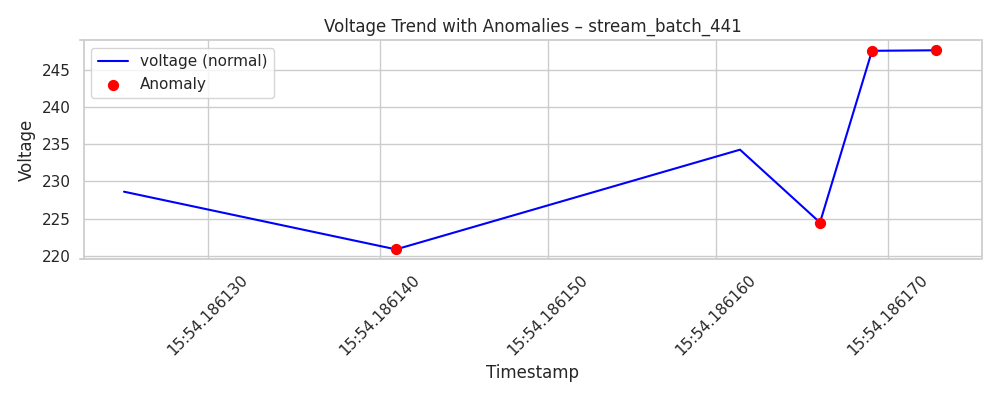 Voltage Trend with Anomalies – stream_batch_441
voltage (normal)
Anomaly
Voltage
245
240
235
230
225
220
15:54.186130
15:54.186140
15:54.186150
15:54.186160
15:54.186170
Timestamp